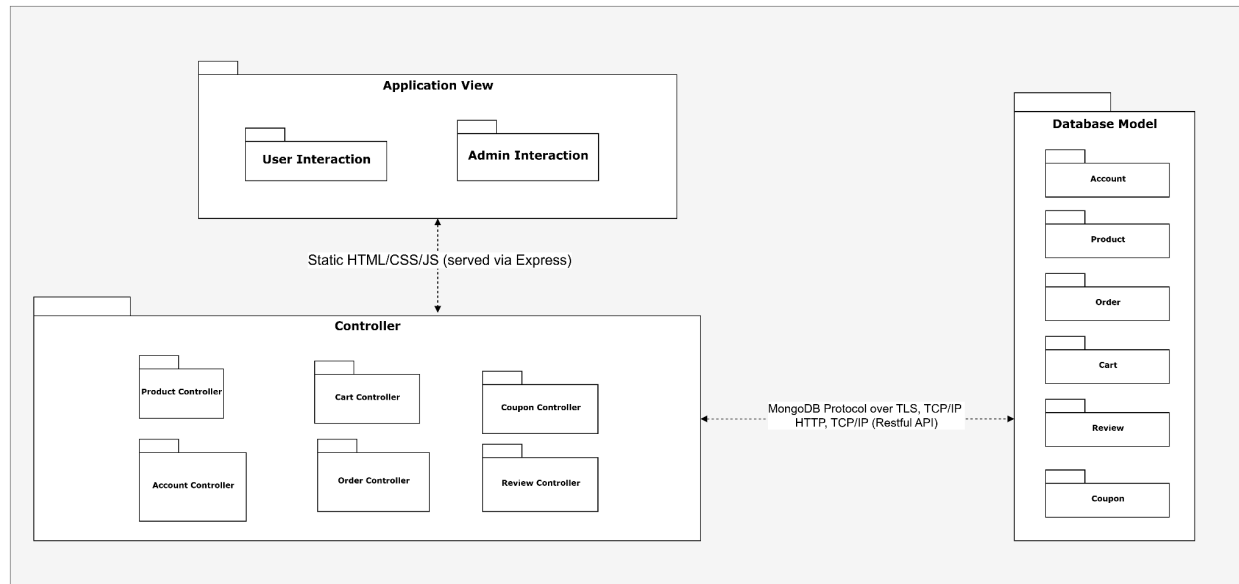 Application View
User Interaction
Admin Interaction
Static HTML/CSS/JS (served via Express)
Controller
Product Controller
Cart Controller
Coupon Controller
Account Controller
Order Controller
Review Controller
MongoDB Protocol over TLS, TCP/IP
HTTP, TCP/IP (Restful API)
Database Model
Account
Product
Order
Cart
Review
Coupon